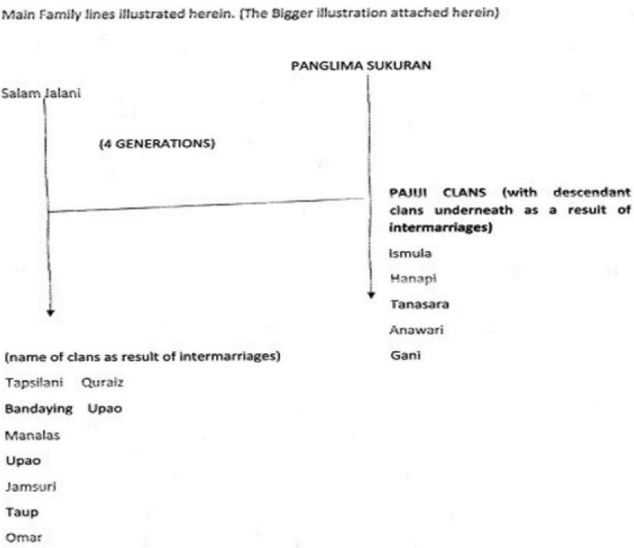 Main Family lines illustrated herein. (The Bigger illustration attached herein)
PANGLIMA SUKURAN
Salam Jalani
(4 GENERATIONS)
PAJIJI CLANS (with descendant
clans underneath as a result of
intermarriages)
Ismula
Hanapi
Tanasara
Anawari
Gani
(name of clans as result of intermarriages)
Tapsilani Quraiz
Bandaying Upao
Manalas
Upao
Jamsuri
Taup
Omar